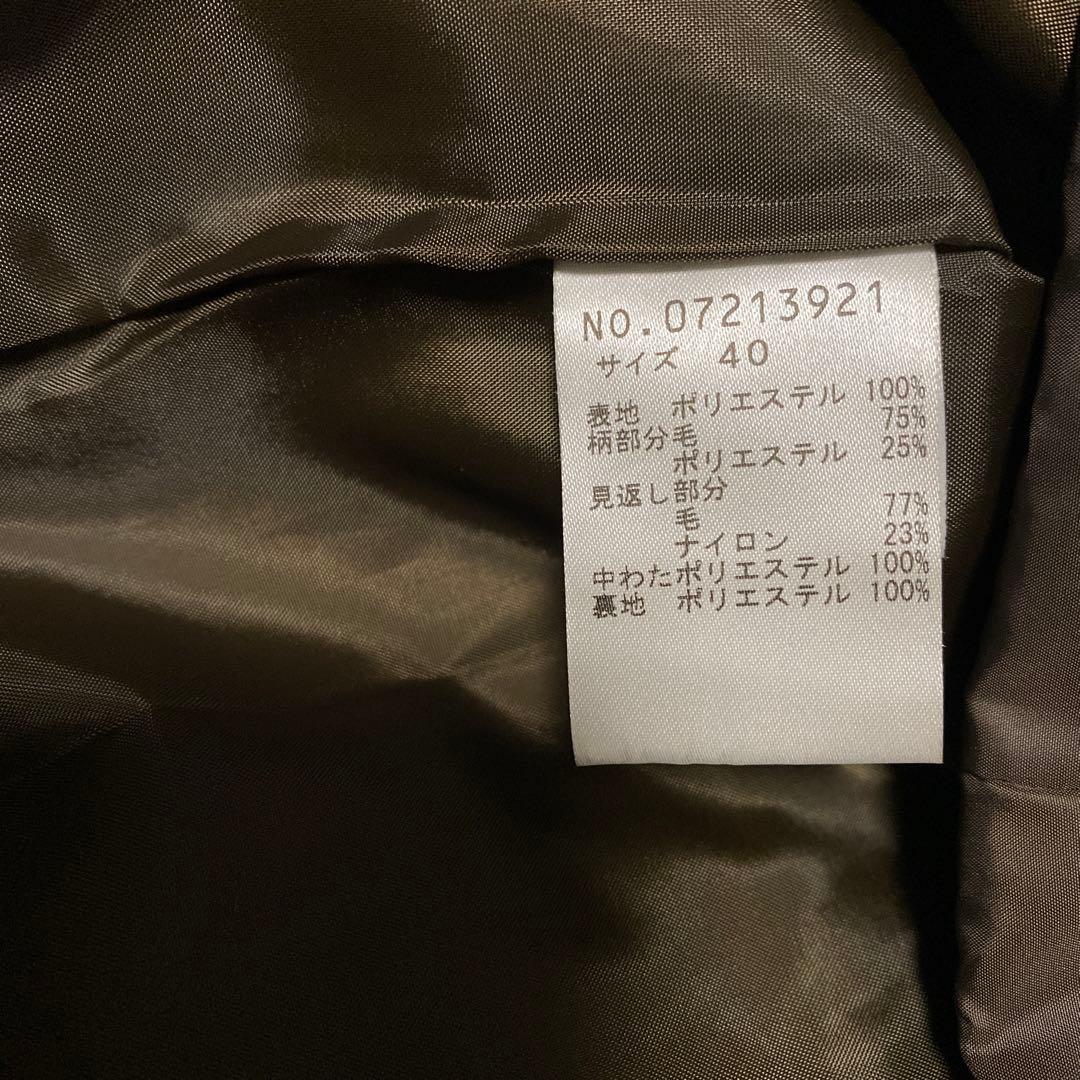 NO.07213921
サイズ 40
表地 ポリエステル 100%
柄部分毛 75%
ポリエステル 25%
見返し部分
毛 77%
ナイロン 23%
中わたポリエステル 100%
裏地 ポリエステル 100%